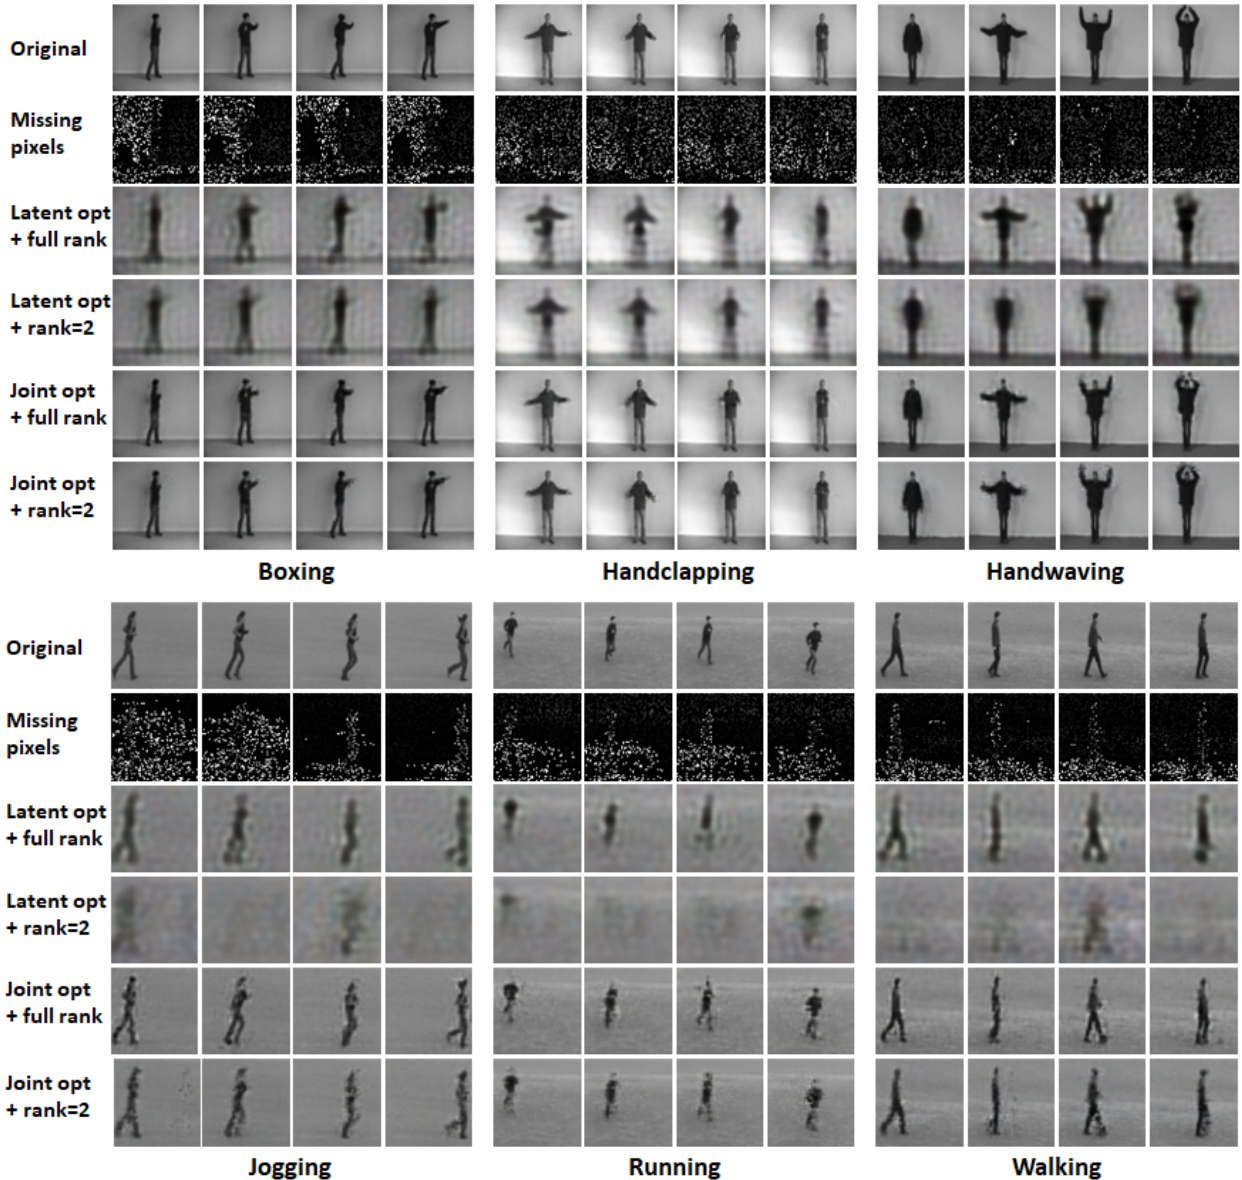 Original
Missing
pixels
Latent opt
+ full rank
Latent opt
+ rank=2
Joint opt
+ full rank
Joint opt
+ rank=2
Boxing
Handclapping
Handwaving
Original
Missing
pixels
Latent opt
+ full rank
Latent opt
+ rank=2
Joint opt
+ full rank
Joint opt
+ rank=2
Jogging
Running
Walking